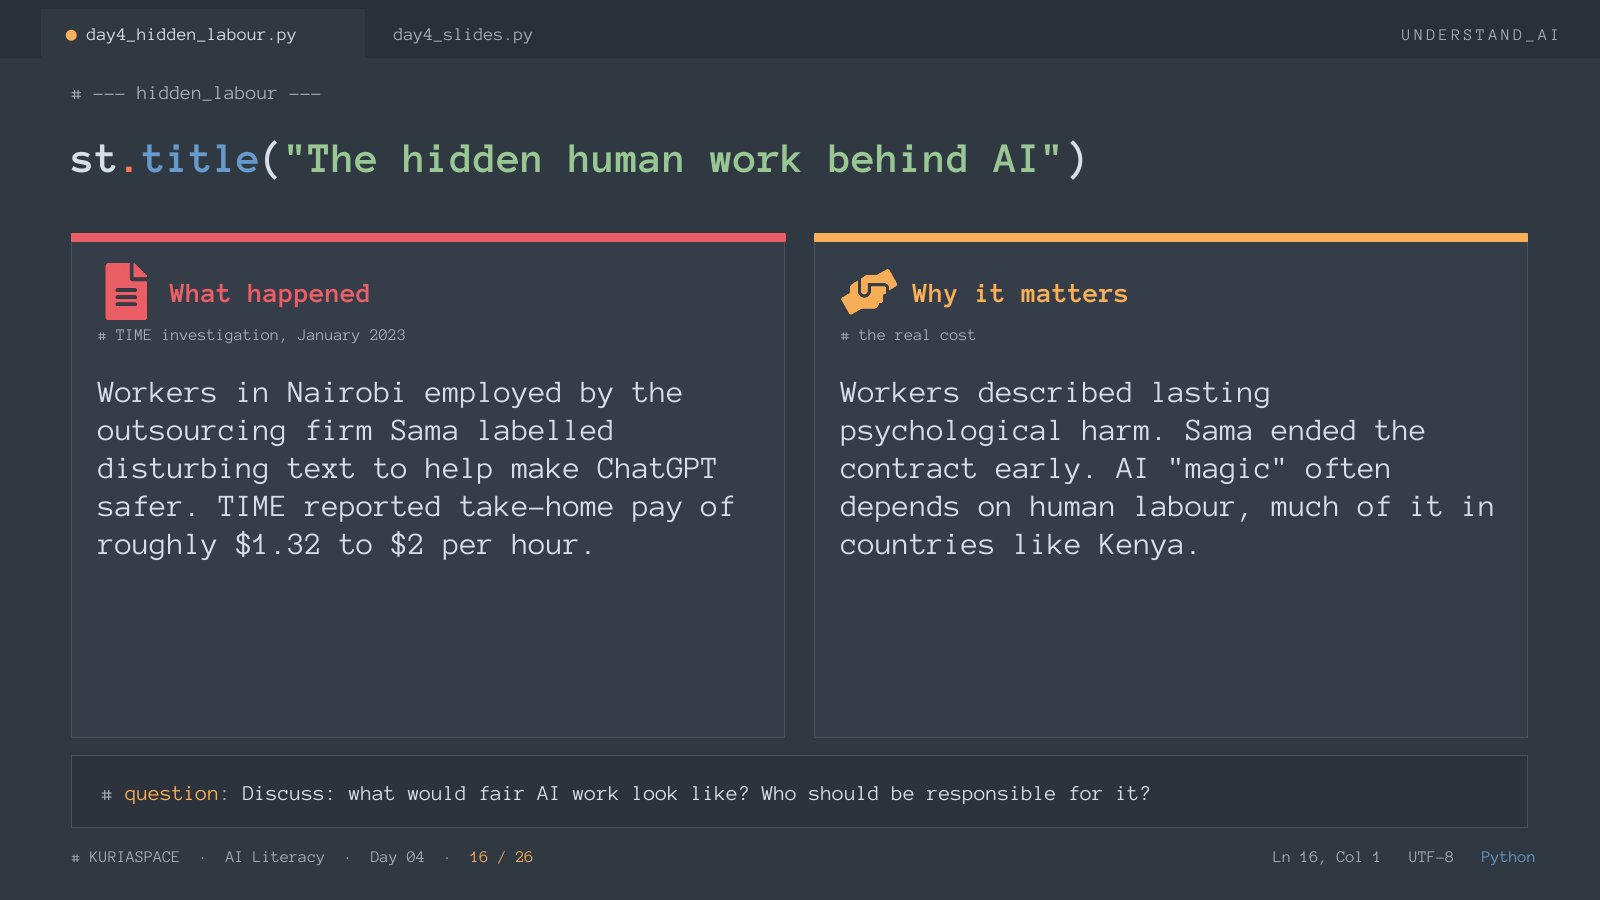 day4_hidden_labour.py
day4_slides.py
UNDERSTAND_AI
# --- hidden_labour ---
st.title("The hidden human work behind AI")
What happened
# TIME investigation, January 2023
Workers in Nairobi employed by the
outsourcing firm Sama labelled
disturbing text to help make ChatGPT
safer. TIME reported take-home pay of
roughly $1.32 to $2 per hour.
Why it matters
# the real cost
Workers described lasting
psychological harm. Sama ended the
contract early. AI "magic" often
depends on human labour, much of it in
countries like Kenya.
# question: Discuss: what would fair AI work look like? Who should be responsible for it?
# KURIASPACE · AI Literacy · Day 04 · 16 / 26
Ln 16, Col 1 UTF-8 Python